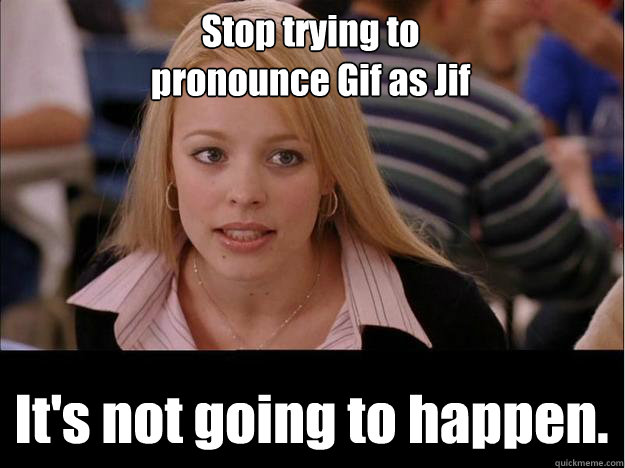 Stop trying to
pronounce Gif as Jif
It's not going to happen.
quickmeme.com